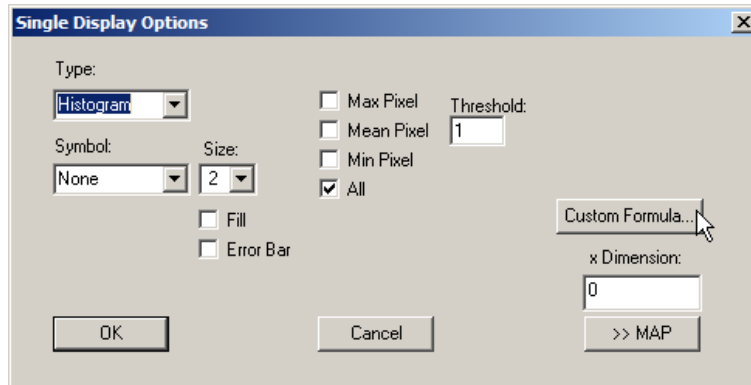 Single Display Options
Type:
Histogram
Max Pixel
Threshold:
Mean Pixel
1
Symbol:
Size:
Min Pixel
None
2
All
Fill
Custom Formula...
Error Bar
x Dimension:
0
OK
Cancel
>> MAP